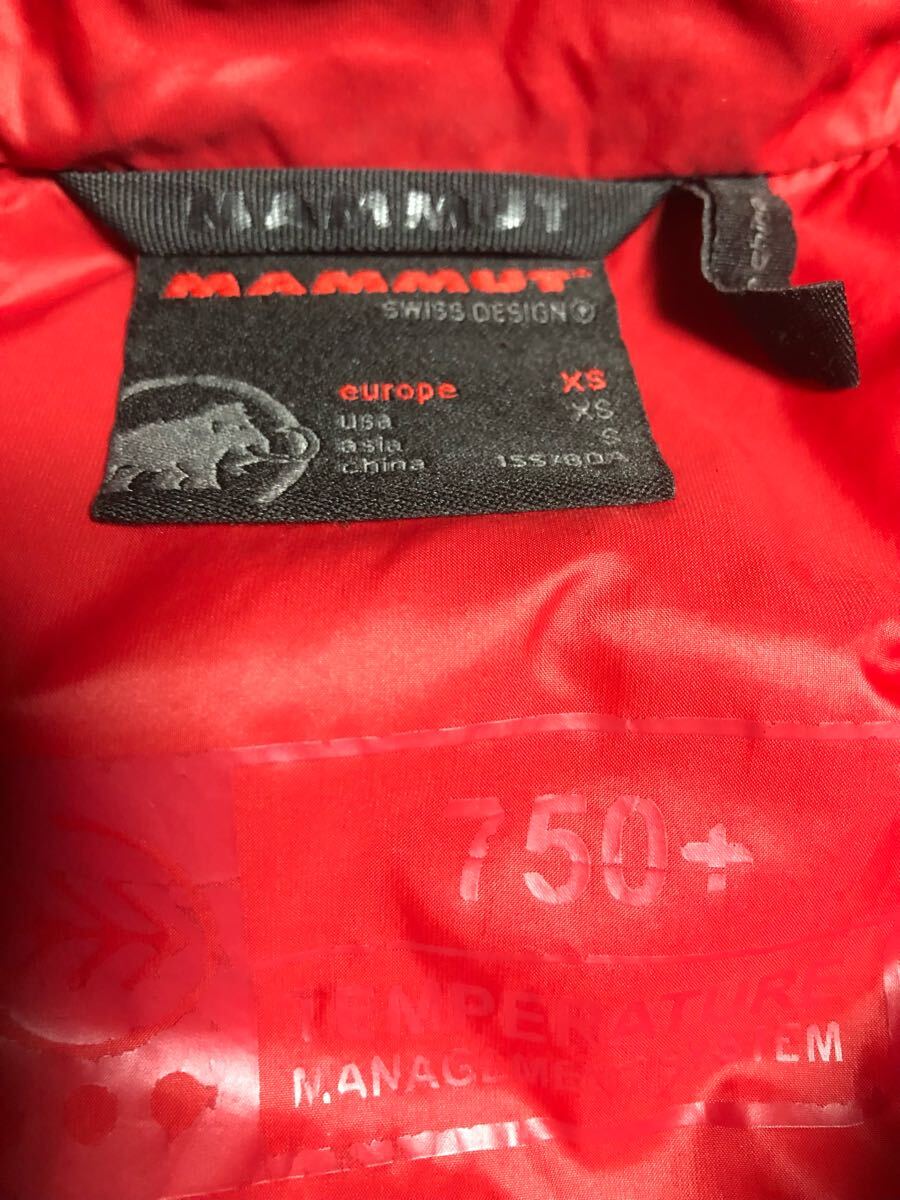 MAMMUT
MAMMUT
SWISS DESIGN
europe XS
usa XS
asia S
china 155/80A
750+
TEMPERATURE
MANAGEMENT SYSTEM